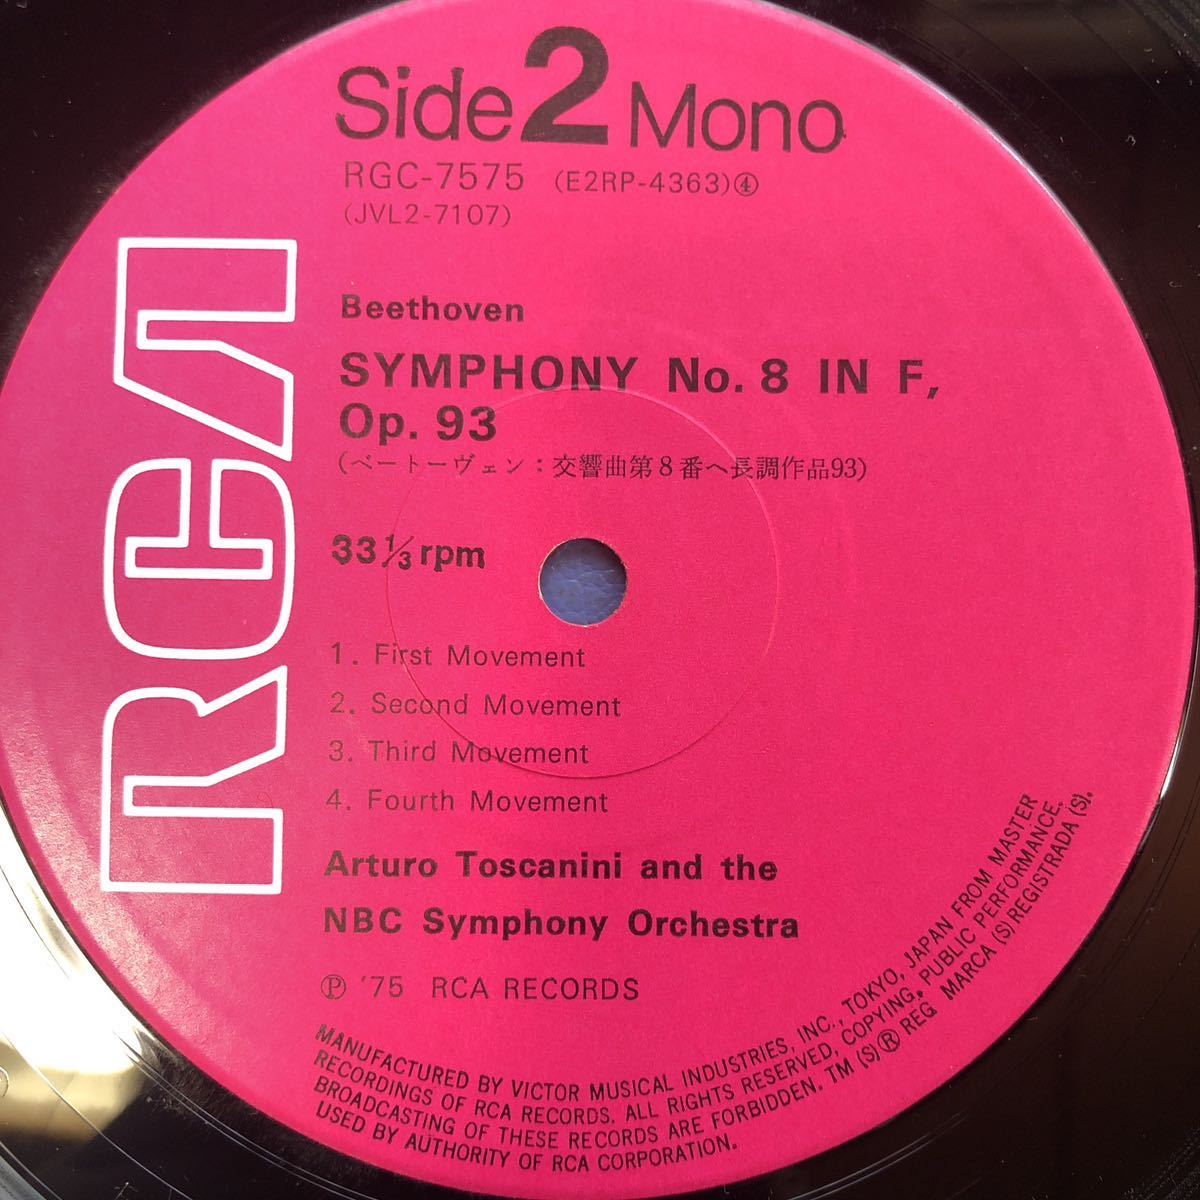 Side 2 Mono
RGC-7575 (E2RP-4363)④
(JVL2-7107)
RCA
Beethoven
SYMPHONY No. 8 IN F,
Op. 93
(ベートーヴェン：交響曲第8番ヘ長調作品93)
33 1/3 rpm
1. First Movement
2. Second Movement
3. Third Movement
4. Fourth Movement
Arturo Toscanini and the
NBC Symphony Orchestra
Ⓟ '75 RCA RECORDS
MANUFACTURED BY VICTOR MUSICAL INDUSTRIES, INC., TOKYO, JAPAN FROM MASTER
RECORDINGS OF RCA RECORDS. ALL RIGHTS RESERVED, COPYING, PUBLIC PERFORMANCE,
BROADCASTING OF THESE RECORDS ARE FORBIDDEN. TM (S)® REG MARCA (S) REGISTRADA (S).
USED BY AUTHORITY OF RCA CORPORATION.